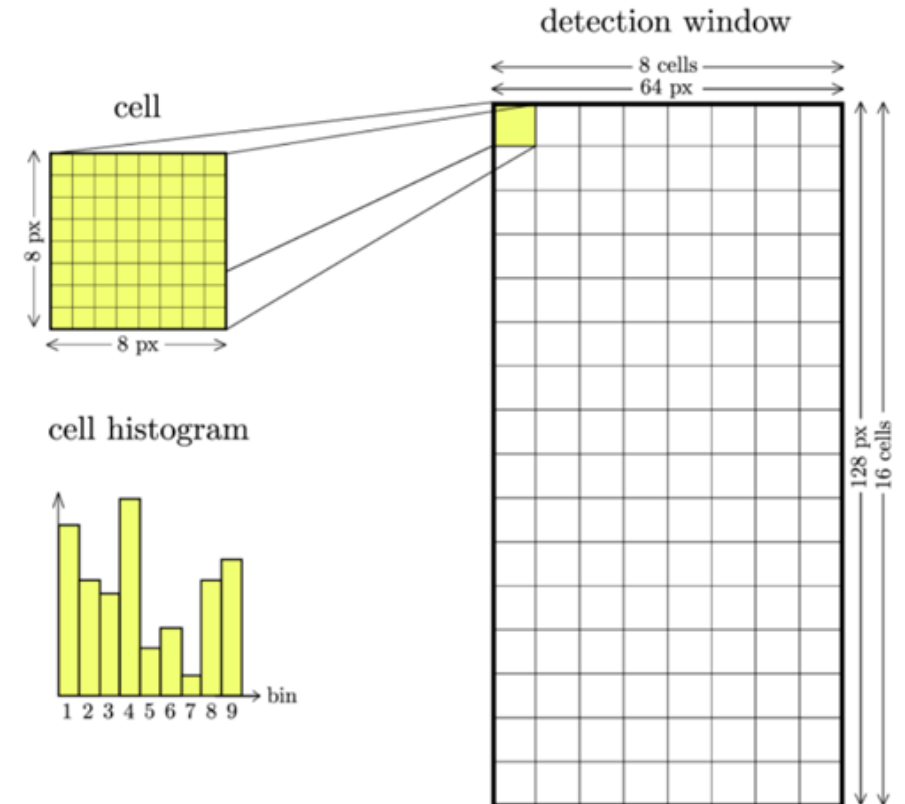 detection window
8 cells
64 px
cell
8 px
8 px
128 px
16 cells
cell histogram
bin
1 2 3 4 5 6 7 8 9